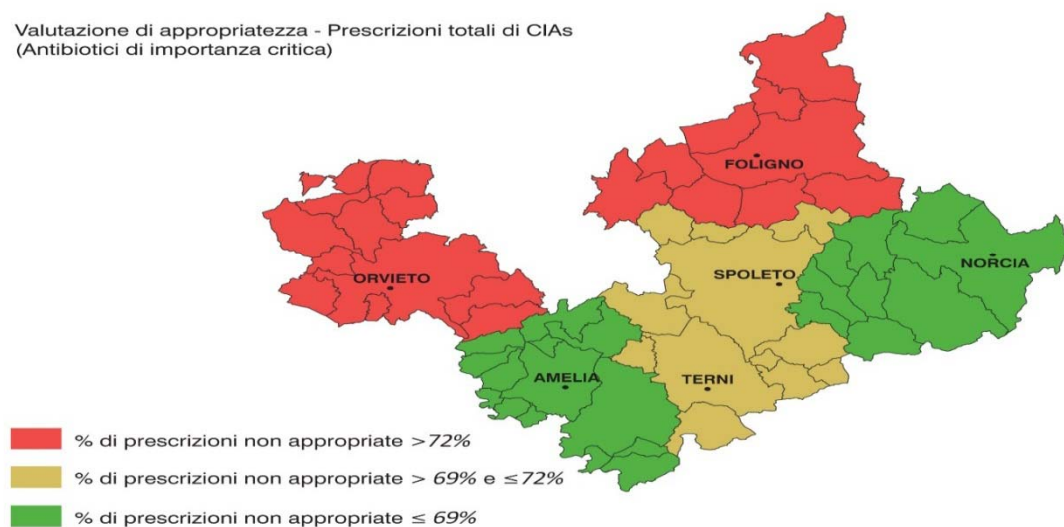 Valutazione di appropriatezza - Prescrizioni totali di CIAs
(Antibiotici di importanza critica)
FOLIGNO
NORCIA
SPOLETO
ORVIETO
AMELIA
TERNI
% di prescrizioni non appropriate >72%
% di prescrizioni non appropriate > 69% e ≤72%
% di prescrizioni non appropriate ≤ 69%